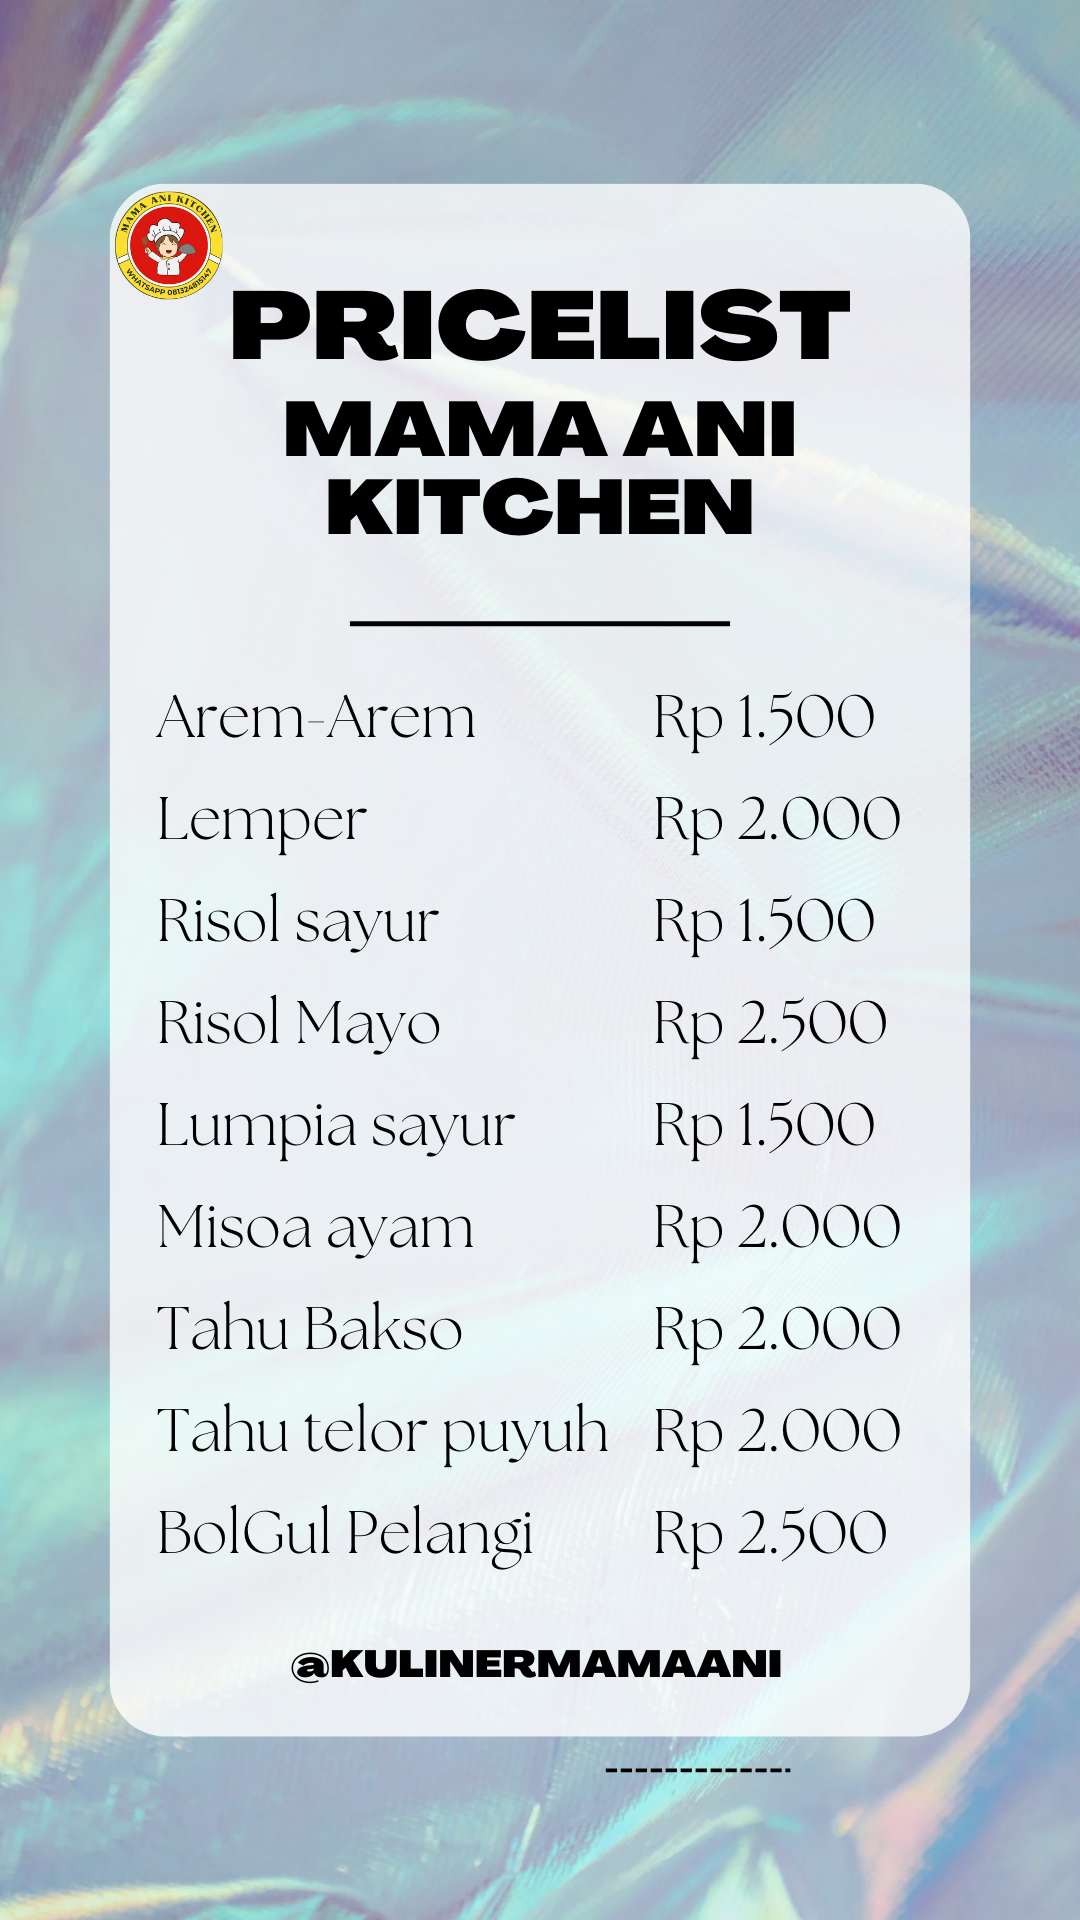 MAMA ANI KITCHEN
WHATSAPP 081324815147
PRICELIST
MAMA ANI
KITCHEN
Arem-Arem Rp 1.500
Lemper Rp 2.000
Risol sayur Rp 1.500
Risol Mayo Rp 2.500
Lumpia sayur Rp 1.500
Misoa ayam Rp 2.000
Tahu Bakso Rp 2.000
Tahu telor puyuh Rp 2.000
BolGul Pelangi Rp 2.500
@KULINERMAMAANI